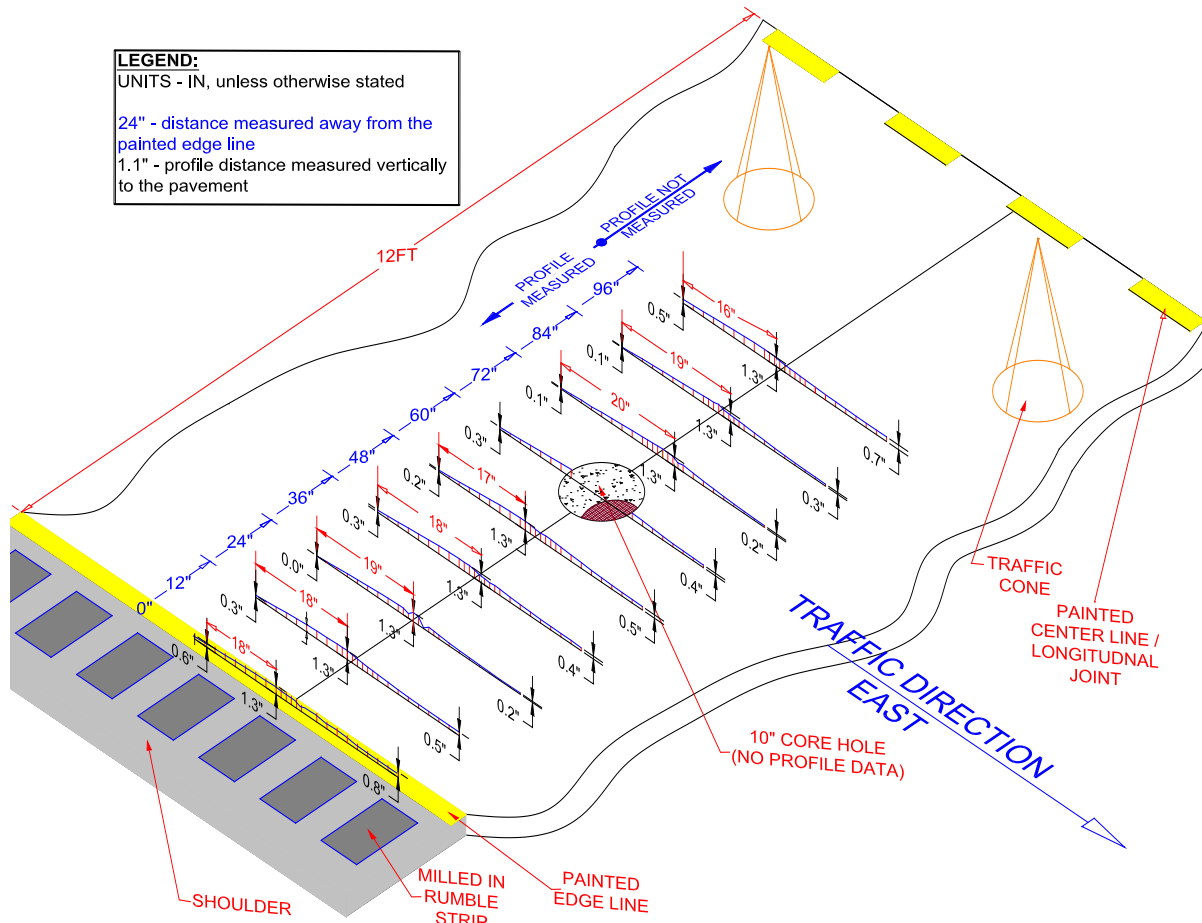 LEGEND:
UNITS - IN, unless otherwise stated
24" - distance measured away from the
painted edge line
1.1" - profile distance measured vertically
to the pavement
12FT
PROFILE NOT
MEASURED
PROFILE
MEASURED
96"
84"
72"
60"
48"
36"
24"
12"
0"
0.5"
16"
1.3"
0.7"
0.1"
19"
1.3"
0.3"
0.1"
20"
1.3"
0.2"
0.3"
0.4"
0.2"
17"
1.3"
0.5"
0.3"
18"
1.3"
0.4"
0.0"
19"
1.3"
0.2"
0.3"
18"
1.3"
0.5"
0.6"
18"
1.3"
0.8"
TRAFFIC
CONE
PAINTED
CENTER LINE /
LONGITUDNAL
JOINT
TRAFFIC DIRECTION
EAST
10" CORE HOLE
(NO PROFILE DATA)
SHOULDER
MILLED IN
RUMBLE
STRIP
PAINTED
EDGE LINE